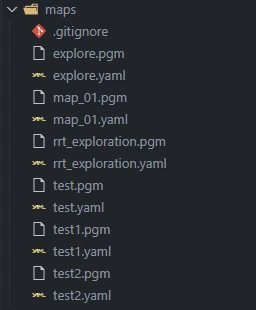 maps
.gitignore
explore.pgm
explore.yaml
map_01.pgm
map_01.yaml
rrt_exploration.pgm
rrt_exploration.yaml
test.pgm
test.yaml
test1.pgm
test1.yaml
test2.pgm
test2.yaml